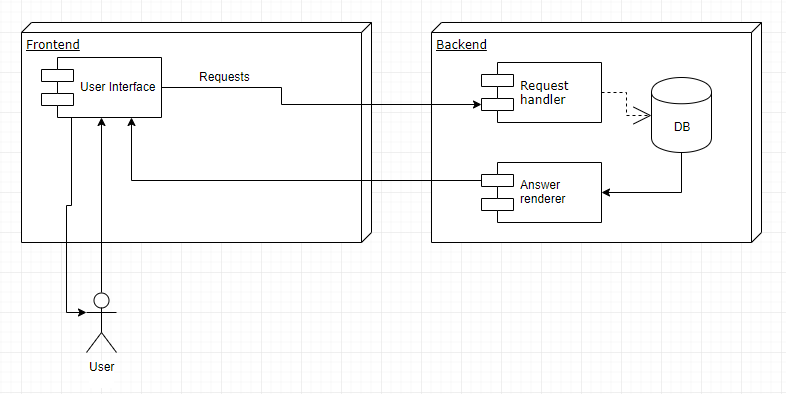 Frontend
User Interface
Requests
Backend
Request
handler
DB
Answer
renderer
User